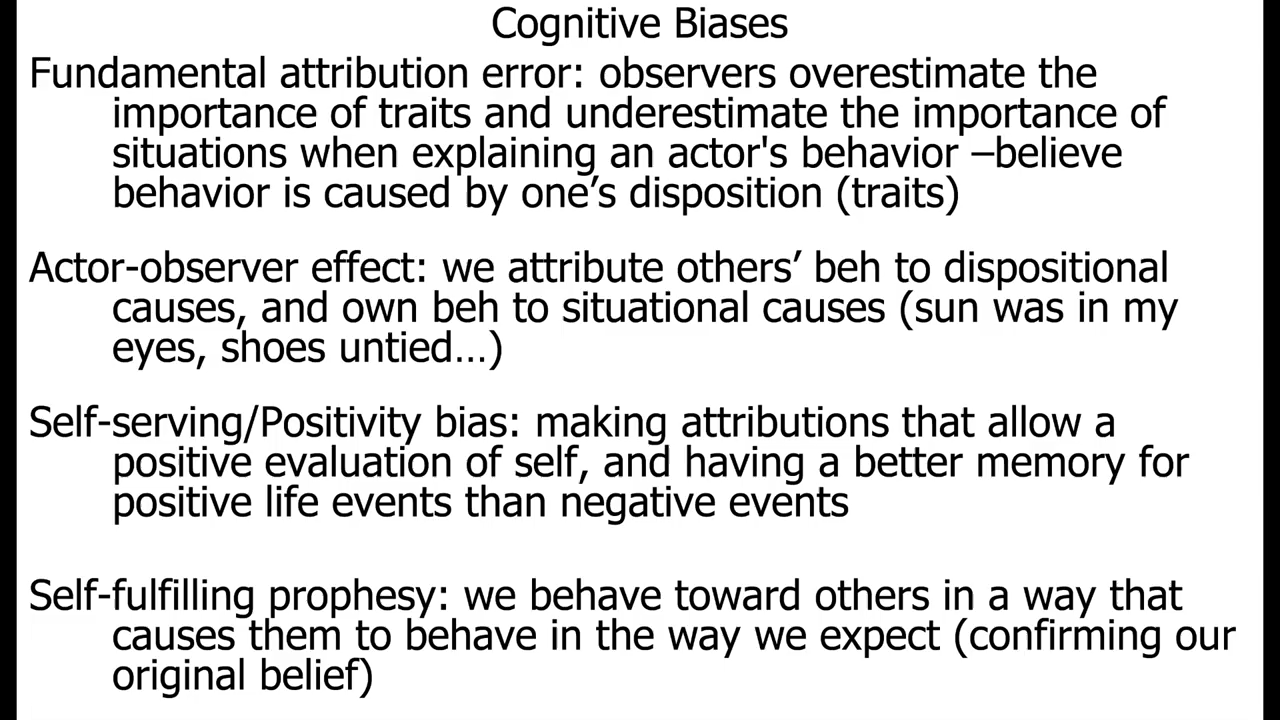 Cognitive Biases
Fundamental attribution error: observers overestimate the
importance of traits and underestimate the importance of
situations when explaining an actor's behavior –believe
behavior is caused by one’s disposition (traits)
Actor-observer effect: we attribute others’ beh to dispositional
causes, and own beh to situational causes (sun was in my
eyes, shoes untied…)
Self-serving/Positivity bias: making attributions that allow a
positive evaluation of self, and having a better memory for
positive life events than negative events
Self-fulfilling prophesy: we behave toward others in a way that
causes them to behave in the way we expect (confirming our
original belief)